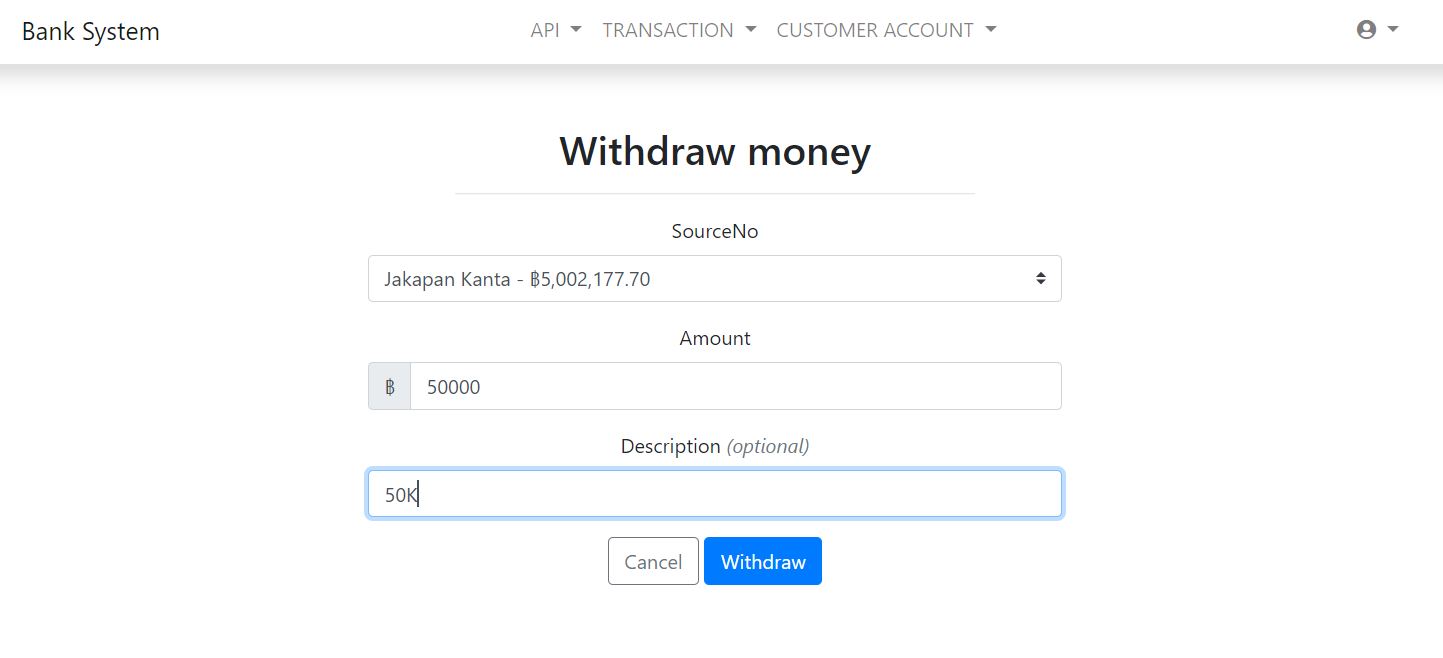 Bank System API TRANSACTION CUSTOMER ACCOUNT
Withdraw money
SourceNo
Jakapan Kanta - ฿5,002,177.70
Amount
฿ 50000
Description (optional)
50K
Cancel Withdraw